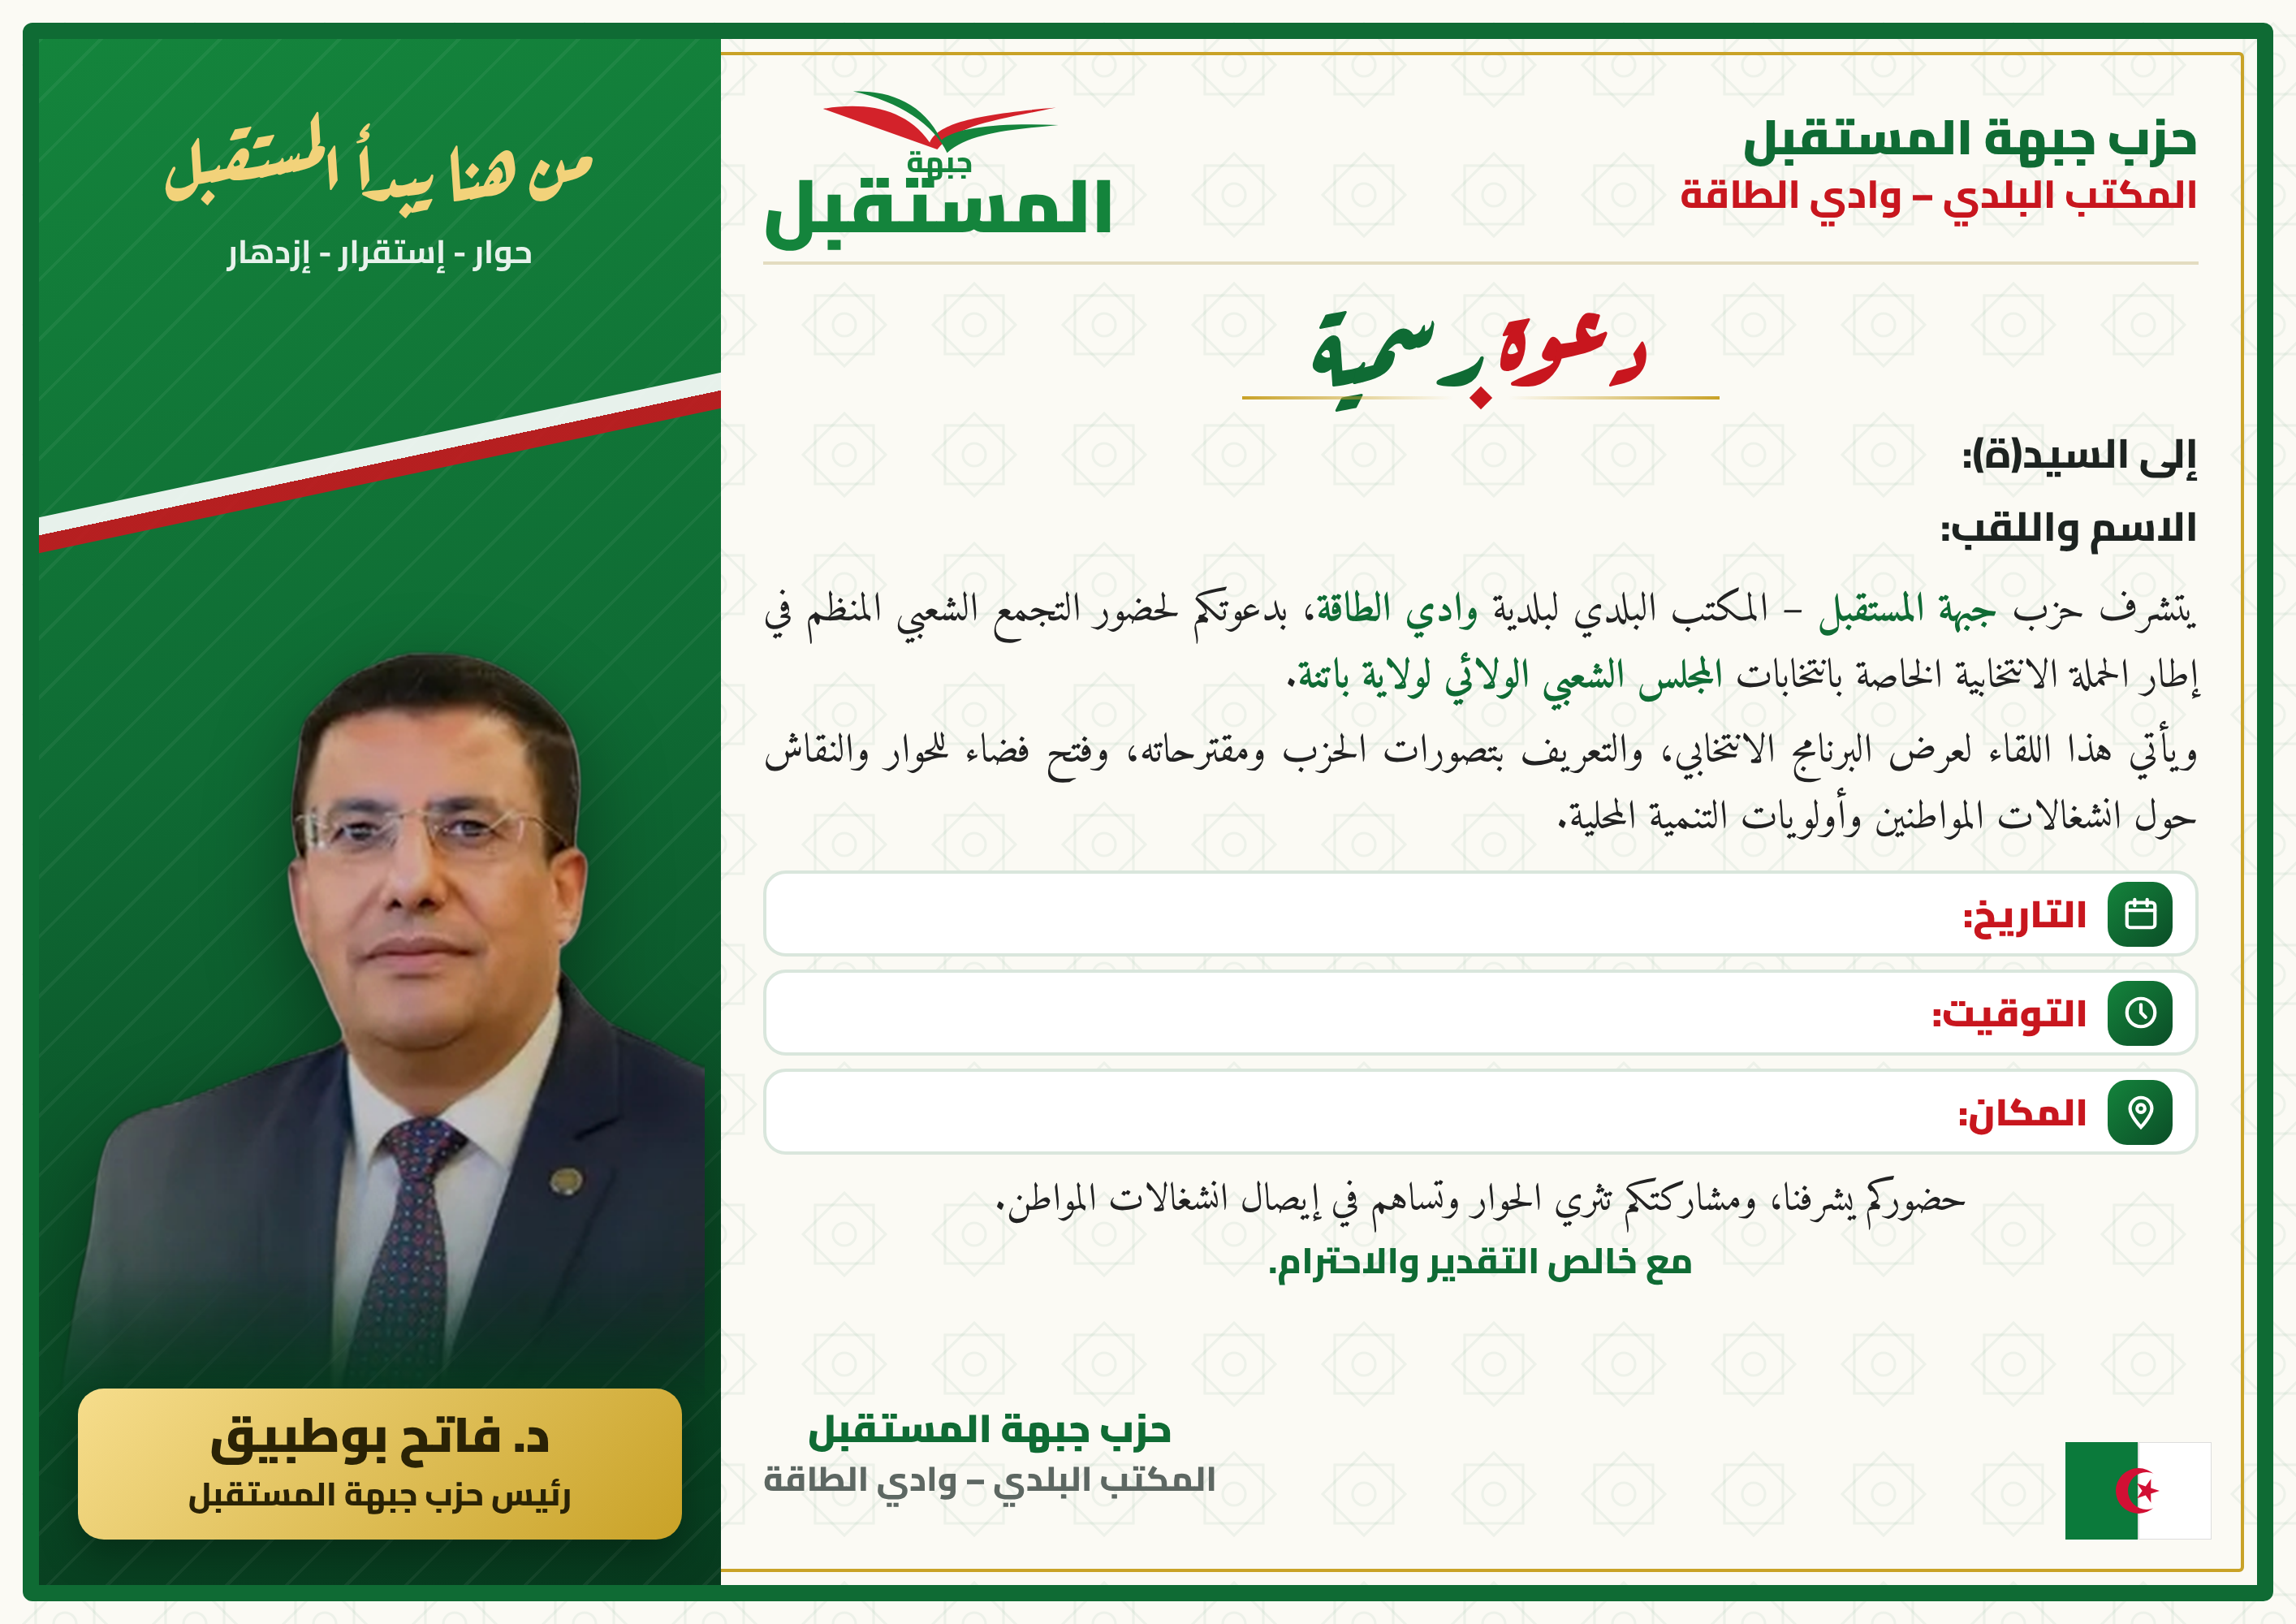 حزب جبهة المستقبل
المكتب البلدي – وادي الطاقة
جبهة
المستقبل
من هنا يبدأ المستقبل
حوار - إستقرار - إزدهار
دعوة رسمية
إلى السيد(ة):
الاسم واللقب:
يتشرف حزب جبهة المستقبل – المكتب البلدي لبلدية وادي الطاقة، بدعوتكم لحضور التجمع الشعبي المنظم في
إطار الحملة الانتخابية الخاصة بانتخابات المجلس الشعبي الولائي لولاية باتنة.
ويأتي هذا اللقاء لعرض البرنامج الانتخابي، والتعريف بتصورات الحزب ومقترحاته، وفتح فضاء للحوار والنقاش
حول انشغالات المواطنين وأولويات التنمية المحلية.
التاريخ:
التوقيت:
المكان:
حضوركم يشرفنا، ومشاركتكم تثري الحوار وتساهم في إيصال انشغالات المواطن.
مع خالص التقدير والاحترام.
حزب جبهة المستقبل
المكتب البلدي – وادي الطاقة
د. فاتح بوطبيق
رئيس حزب جبهة المستقبل